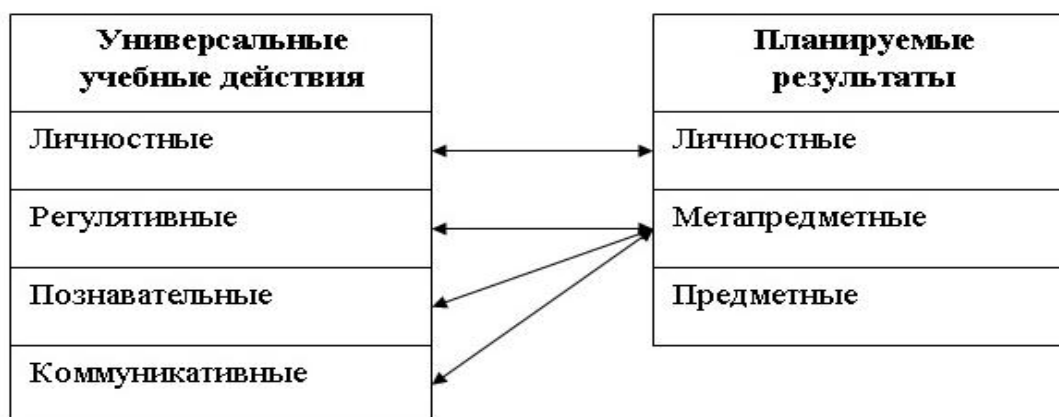 Универсальные
учебные действия
Личностные
Регулятивные
Познавательные
Коммуникативные
Планируемые
результаты
Личностные
Метапредметные
Предметные